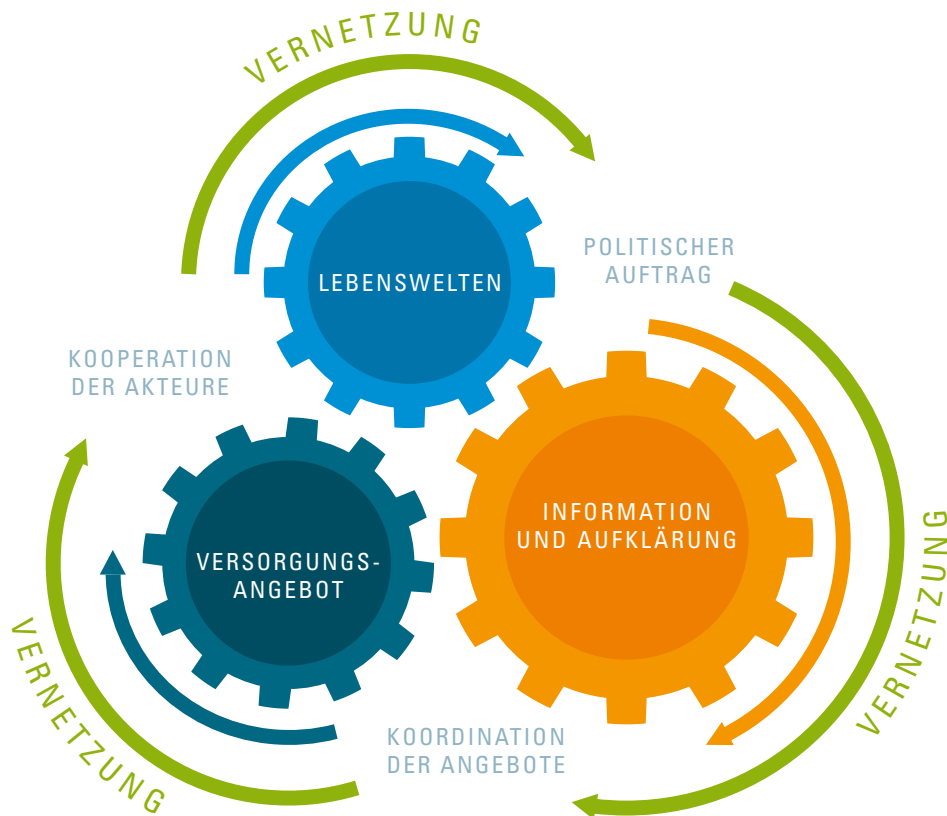 VERNETZUNG
LEBENSWELTEN
POLITISCHER
AUFTRAG
KOOPERATION
DER AKTEURE
INFORMATION
UND AUFKLÄRUNG
VERSORGUNGS-
ANGEBOT
VERNETZUNG
VERNETZUNG
KOORDINATION
DER ANGEBOTE